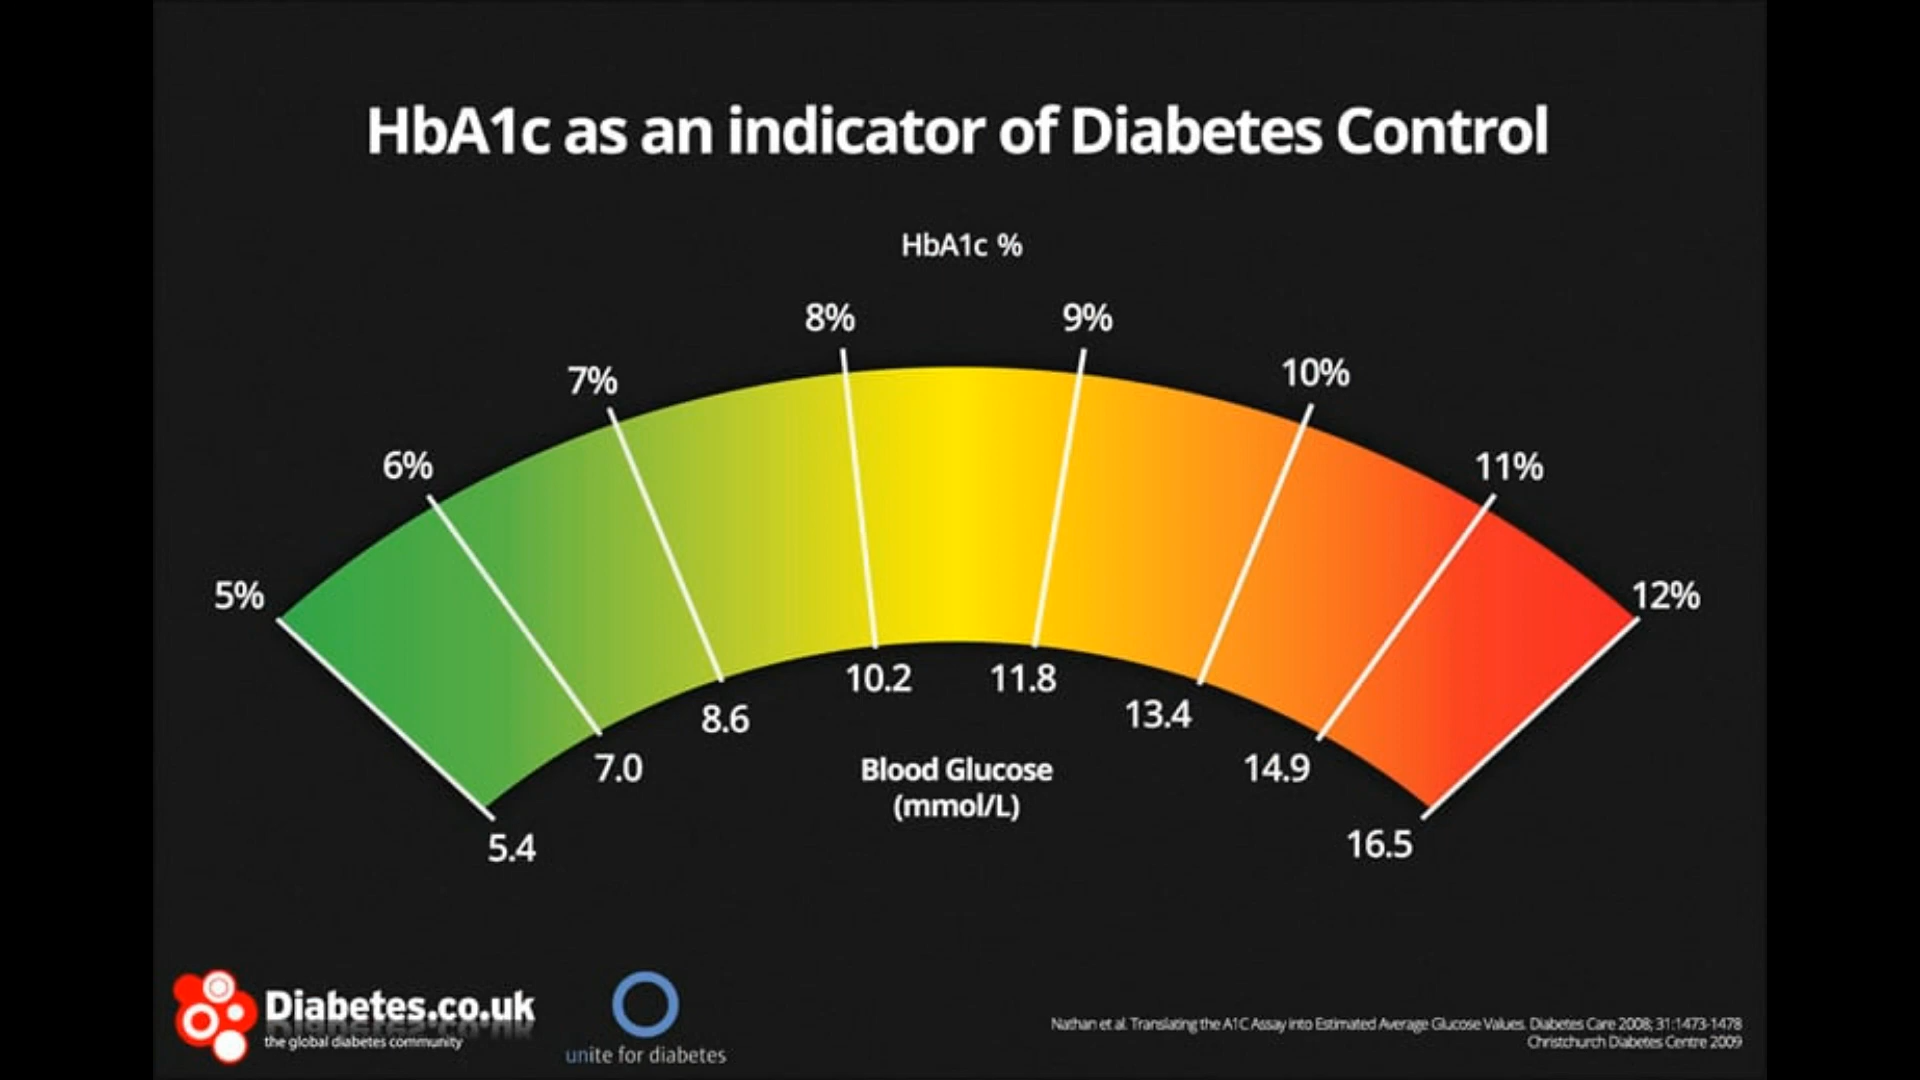 HbA1c as an indicator of Diabetes Control
HbA1c %
5%
6%
7%
8%
9%
10%
11%
12%
5.4
7.0
8.6
10.2
11.8
13.4
14.9
16.5
Blood Glucose
(mmol/L)
Diabetes.co.uk
the global diabetes community
unite for diabetes
Nathan et al. Translating the A1C Assay into Estimated Average Glucose Values. Diabetes Care 2008; 31:1473-1478
Christchurch Diabetes Centre 2009